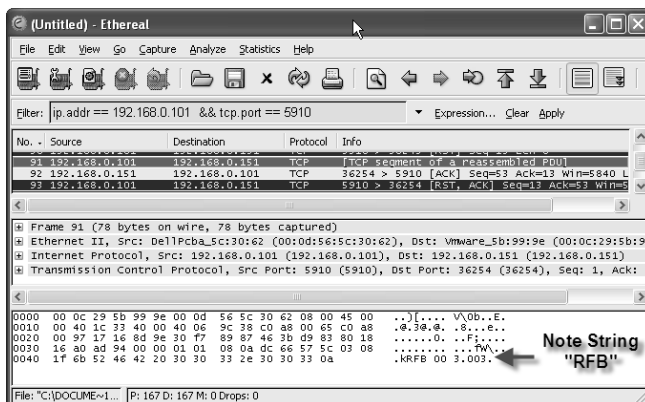 (Untitled) - Ethereal
File Edit View Go Capture Analyze Statistics Help
Filter: ip.addr == 192.168.0.101 && tcp.port == 5910 Expression... Clear Apply
No. Source Destination Protocol Info
91 192.168.0.101 192.168.0.151 TCP [TCP segment of a reassembled PDU]
92 192.168.0.151 192.168.0.101 TCP 36254 > 5910 [ACK] Seq=53 Ack=13 Win=5840 L
93 192.168.0.101 192.168.0.151 TCP 5910 > 36254 [RST, ACK] Seq=13 Ack=53 Win=5
Frame 91 (78 bytes on wire, 78 bytes captured)
Ethernet II, Src: DellPcba_5c:30:62 (00:0d:56:5c:30:62), Dst: Vmware_5b:99:9e (00:0c:29:5b:9
Internet Protocol, Src: 192.168.0.101 (192.168.0.101), Dst: 192.168.0.151 (192.168.0.151)
Transmission Control Protocol, Src Port: 5910 (5910), Dst Port: 36254 (36254), Seq: 1, Ack:
0000 00 0c 29 5b 99 9e 00 0d 56 5c 30 62 08 00 45 00 ..)[.... V\0b..E.
0010 00 40 1c 33 40 00 40 06 9c 38 c0 a8 00 65 c0 a8 .@.3@.@. .8...e..
0020 00 97 17 16 8d 9e 30 f7 89 87 46 3b d9 83 80 18 ......0. ..F;....
0030 16 a0 ad 94 00 00 01 01 08 0a dc 66 57 5c 03 08 ........ ...fW\..
0040 1f 6b 52 46 42 20 30 30 33 2e 30 30 33 0a .kRFB 00 3.003.
Note String
"RFB"
File: "C:\DOCUME~1... P: 167 D: 167 M: 0 Drops: 0